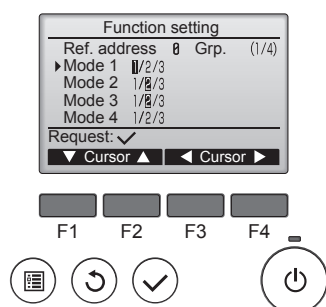 Function setting
Ref. address 0 Grp. (1/4)
▶Mode 1 1/2/3
Mode 2 1/2/3
Mode 3 1/2/3
Mode 4 1/2/3
Request: ✓
▼ Cursor ▲ ◀ Cursor ▶
F1 F2 F3 F4